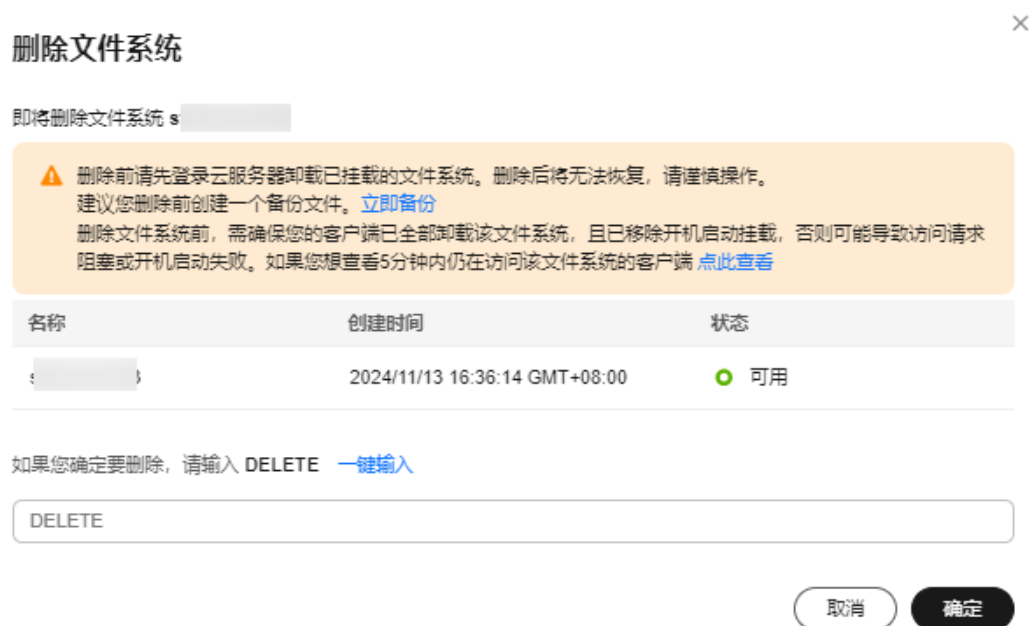 删除文件系统
即将删除文件系统 s
删除前请先登录云服务器卸载已挂载的文件系统。删除后将无法恢复，请谨慎操作。
建议您删除前创建一个备份文件。立即备份
删除文件系统前，需确保您的客户端已全部卸载该文件系统，且已移除开机启动挂载，否则可能导致访问请求
阻塞或开机启动失败。如果您想查看5分钟内仍在访问该文件系统的客户端 点此查看
名称 创建时间 状态
2024/11/13 16:36:14 GMT+08:00 可用
如果您确定要删除，请输入 DELETE 一键输入
DELETE
取消 确定